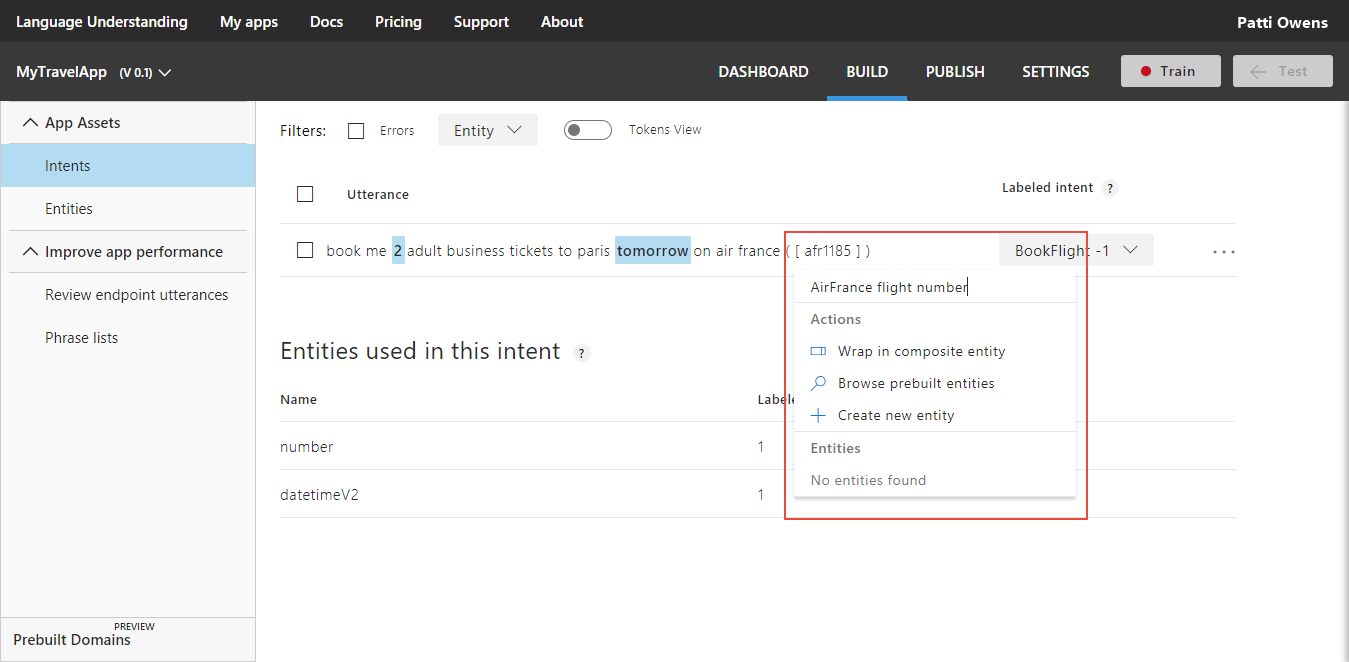 Language Understanding My apps Docs Pricing Support About Patti Owens
MyTravelApp (V 0.1) DASHBOARD BUILD PUBLISH SETTINGS Train Test
App Assets
Intents
Entities
Improve app performance
Review endpoint utterances
Phrase lists
PREVIEW
Prebuilt Domains
Filters: Errors Entity Tokens View
Utterance Labeled intent ?
book me 2 adult business tickets to paris tomorrow on air france ( [ afr1185 ] ) BookFlight -1 ...
AirFrance flight number
Actions
Wrap in composite entity
Browse prebuilt entities
Create new entity
Entities
No entities found
Entities used in this intent ?
Name
number 1
datetimeV2 1